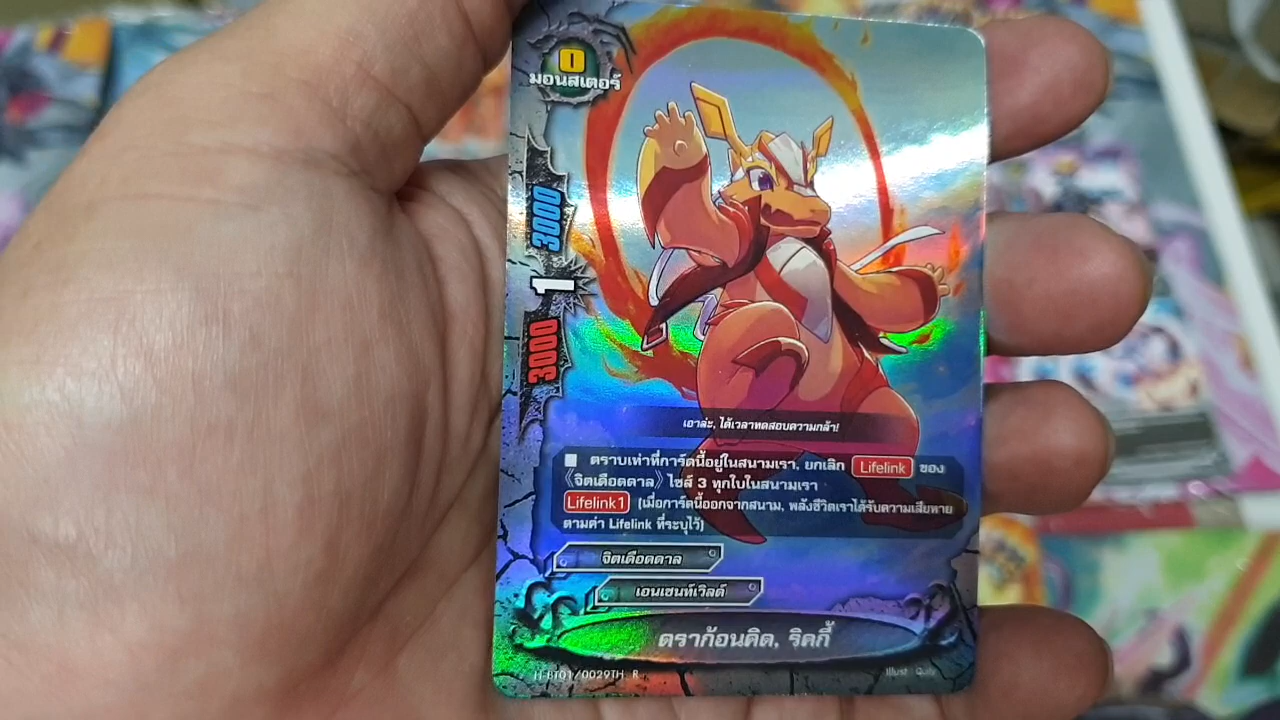 0
มอนสเตอร์
3000
1
3000
เอาล่ะ, ได้เวลาทดสอบความกล้า!
■ ตราบเท่าที่การ์ดนี้อยู่ในสนามเรา, ยกเลิก Lifelink ของ
《จิตเดือดดาล》 ไซส์ 3 ทุกใบในสนามเรา
Lifelink1 (เมื่อการ์ดนี้ออกจากสนาม, พลังชีวิตเราได้รับความเสียหาย
ตามค่า Lifelink ที่ระบุไว้)
จิตเดือดดาล
เอนเชนท์เวิลด์
ดราก้อนคิด, ริคกี้
H-BT01/0029TH R
Illust